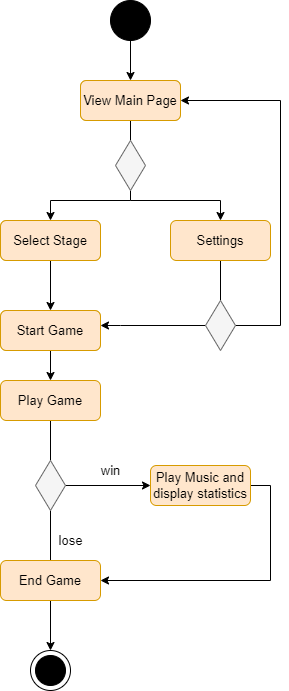 View Main Page
Select Stage
Settings
Start Game
Play Game
win
Play Music and
display statistics
lose
End Game